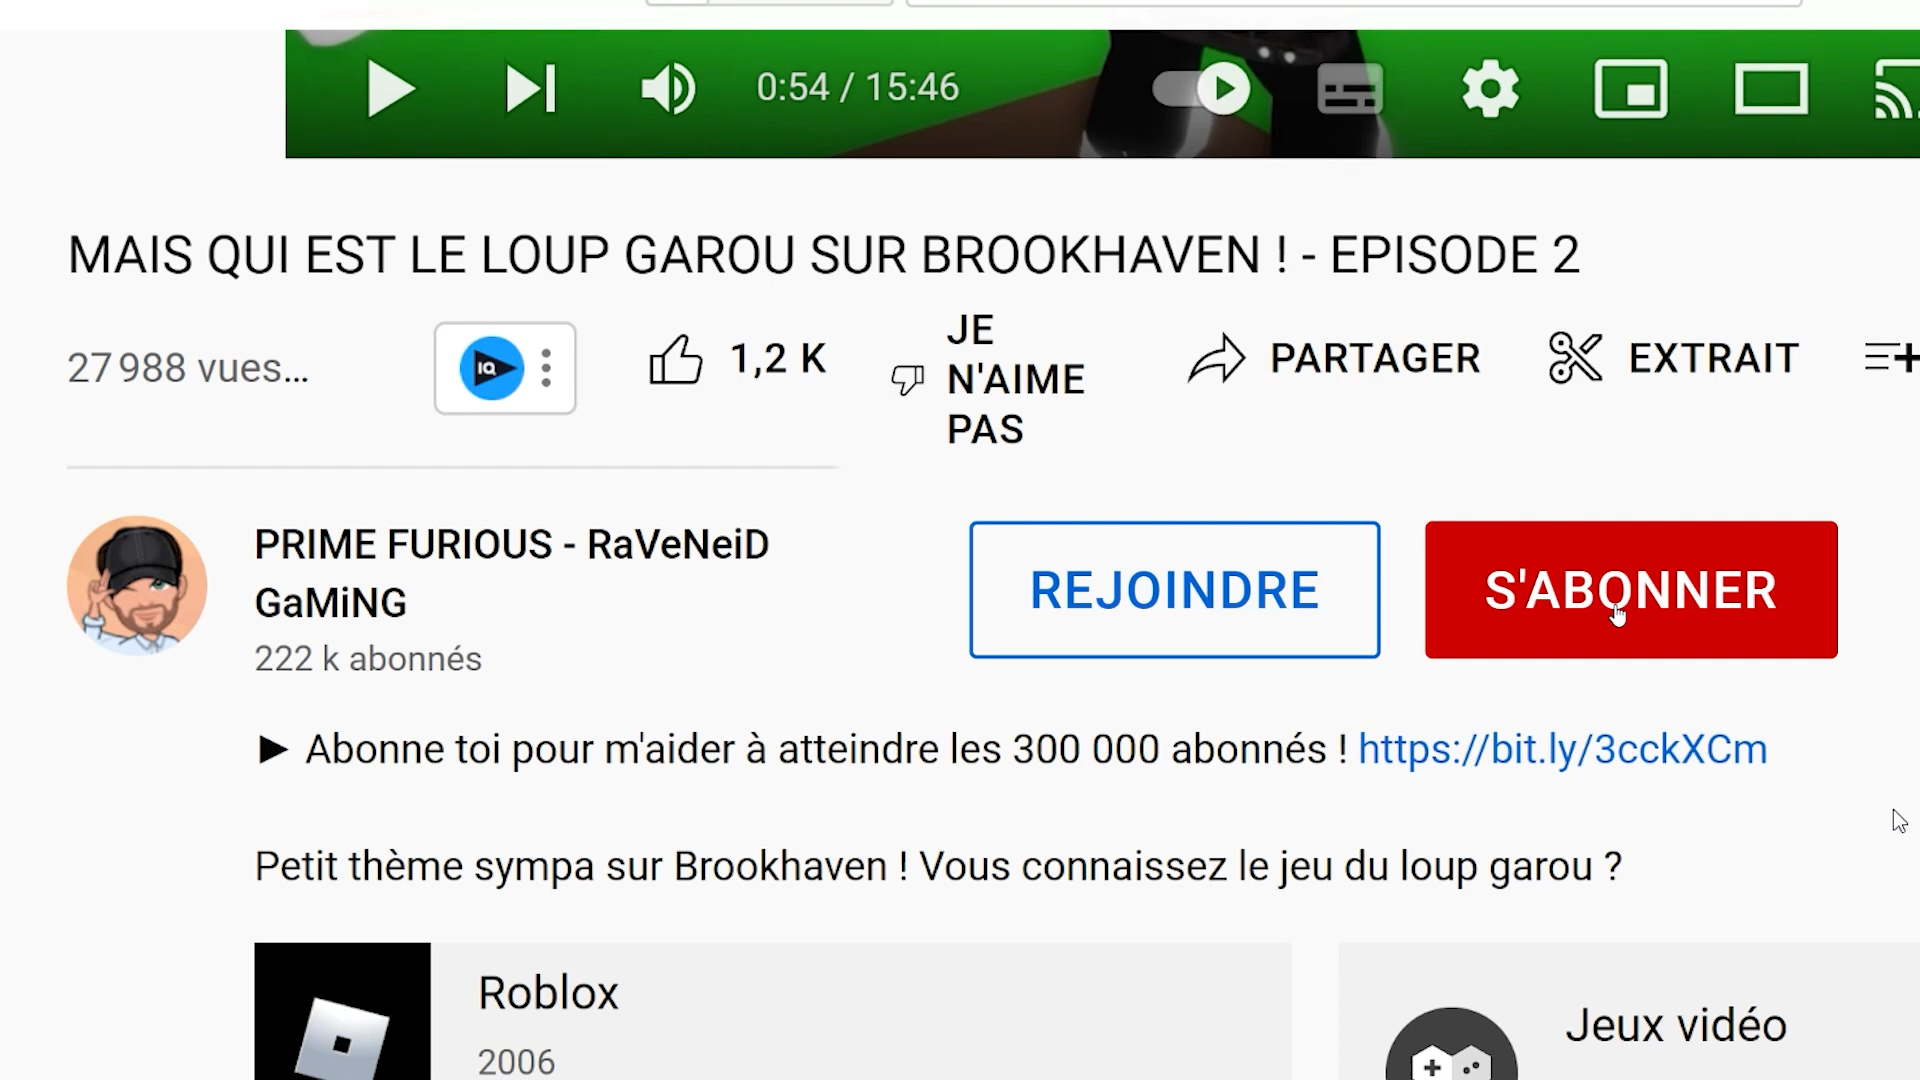 0:54 / 15:46
MAIS QUI EST LE LOUP GAROU SUR BROOKHAVEN ! - EPISODE 2
27 988 vues…
IQ
1,2 K
JE
N'AIME
PAS
PARTAGER
EXTRAIT
PRIME FURIOUS - RaVeNeiD
GaMiNG
222 k abonnés
REJOINDRE
S'ABONNER
► Abonne toi pour m'aider à atteindre les 300 000 abonnés ! https://bit.ly/3cckXCm
Petit thème sympa sur Brookhaven ! Vous connaissez le jeu du loup garou ?
Roblox
2006
Jeux vidéo